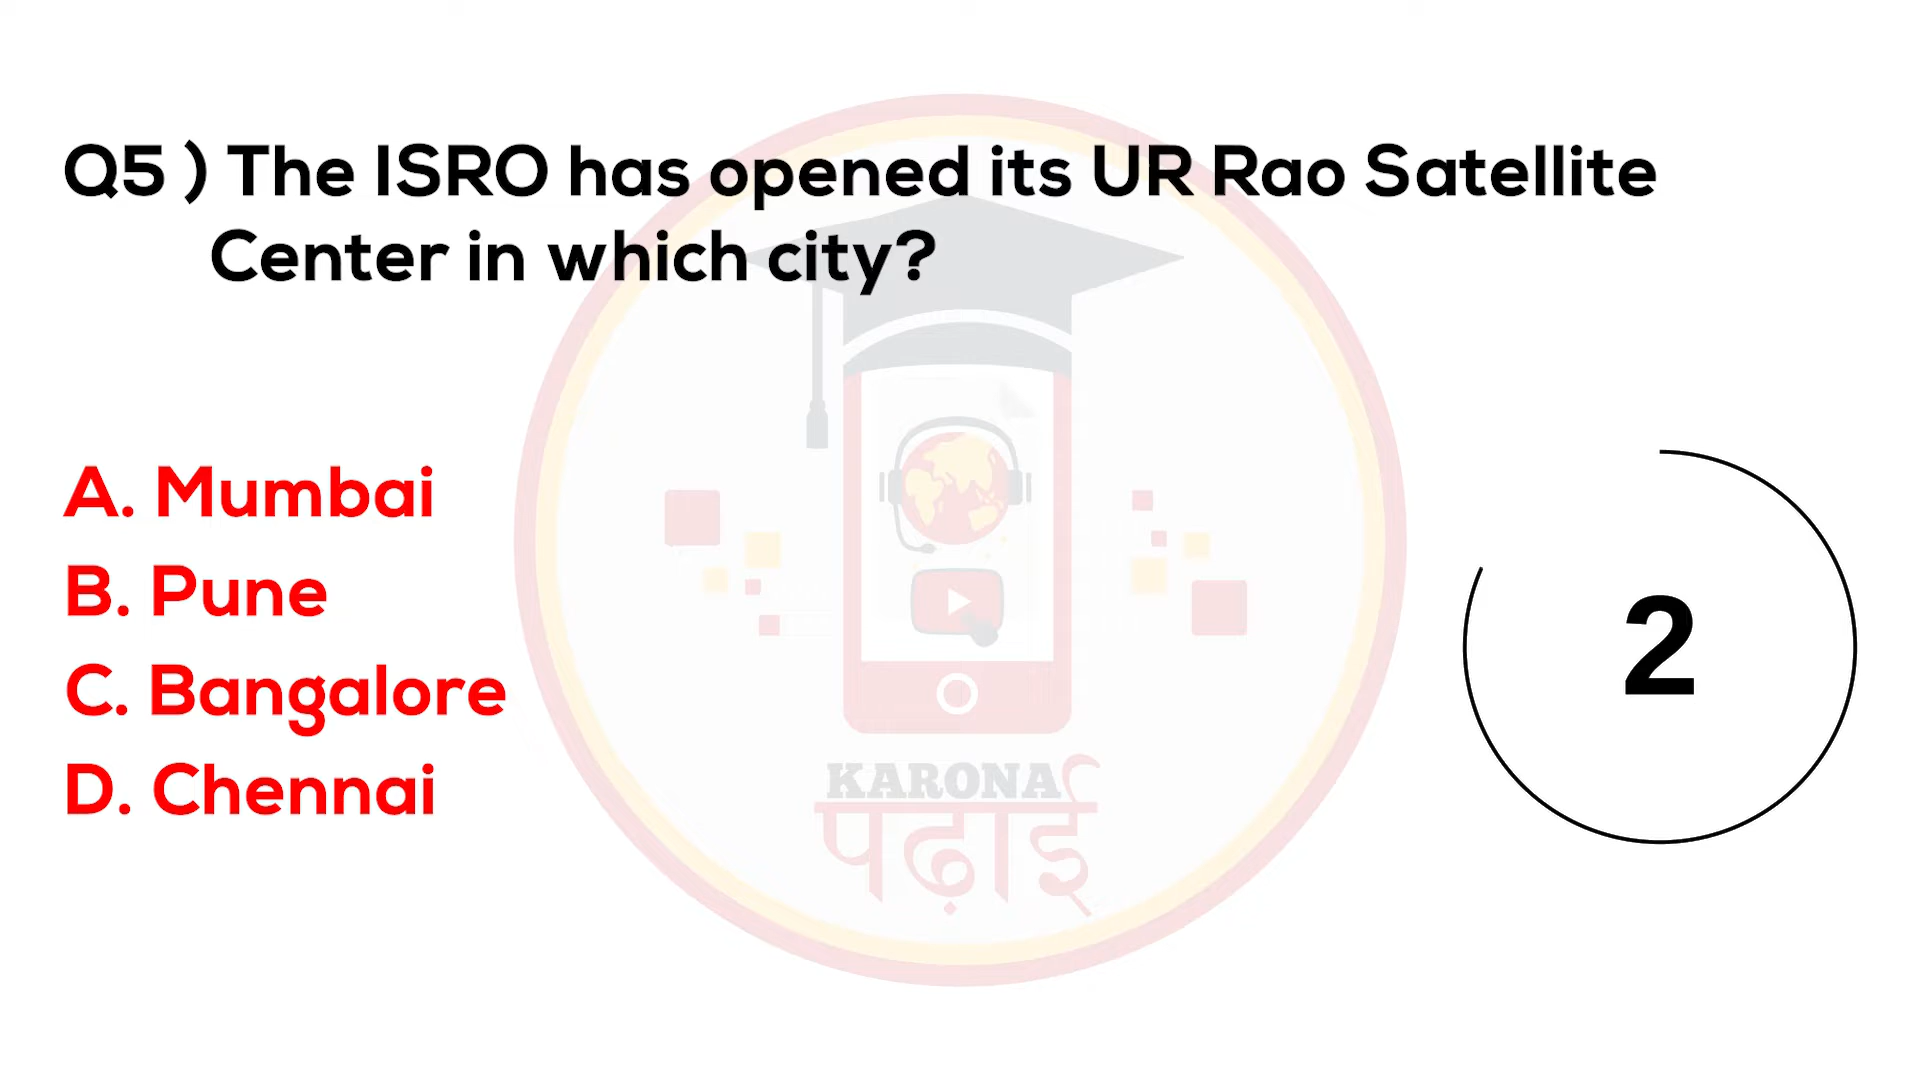 Q5 ) The ISRO has opened its UR Rao Satellite
Center in which city?
A. Mumbai
B. Pune
C. Bangalore
D. Chennai
2
KARONA
पढ़ाई